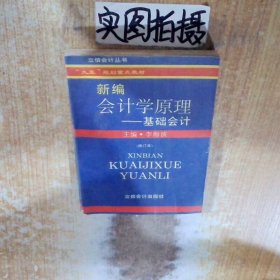 实图拍摄
立信会计丛书
"九五"规划重点教材
新编
会计学原理
——基础会计
主编·李海波
(修订本)
XINBIAN
KUAIJIXUE
YUANLI
立信会计出版社